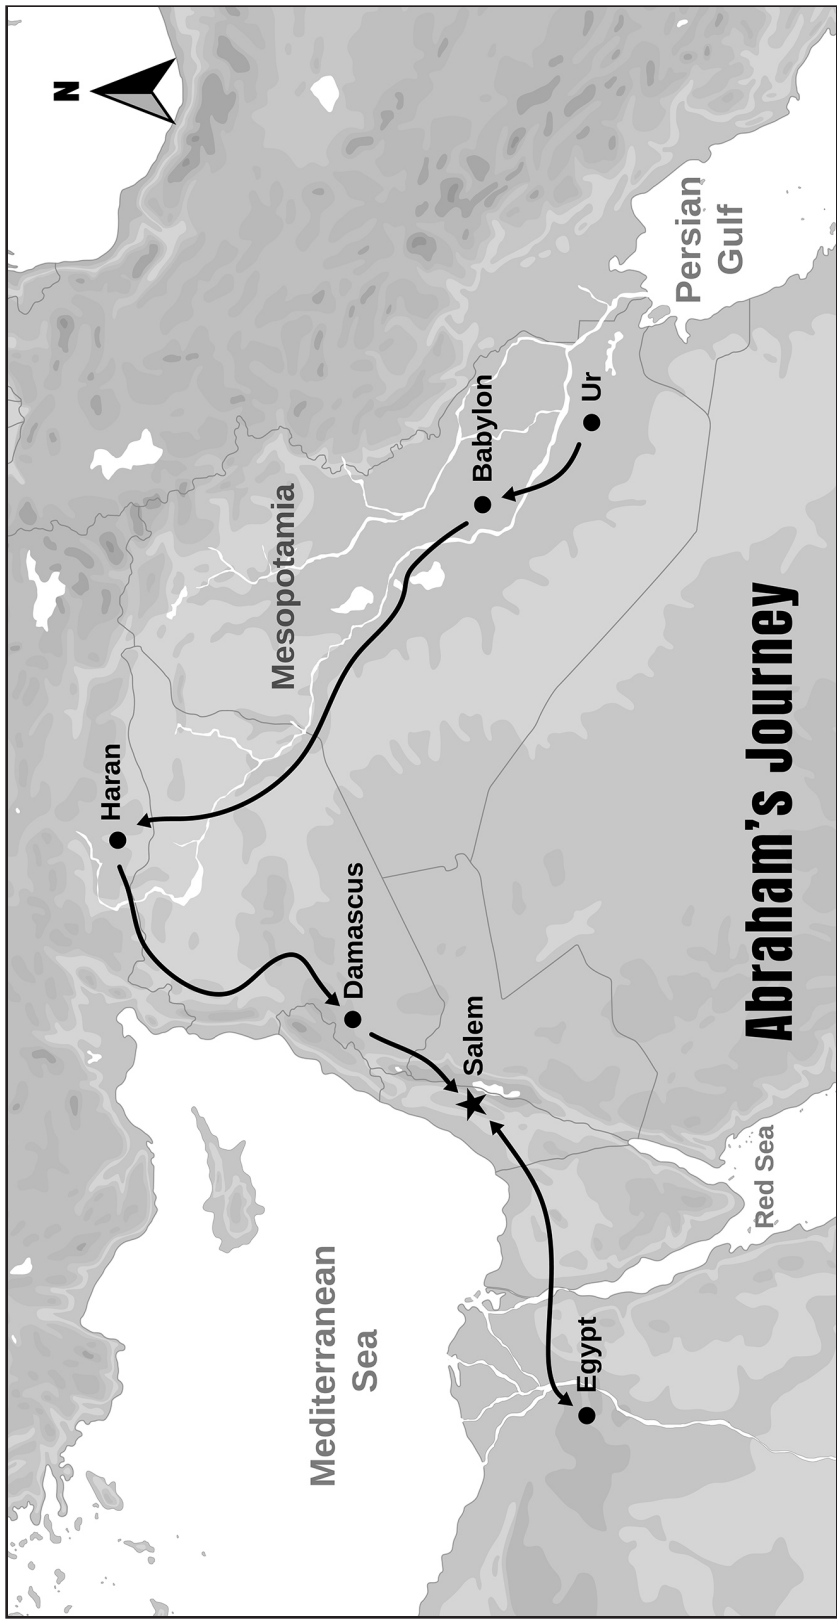 N
Haran
Mesopotamia
Babylon
Ur
Persian
Gulf
Damascus
Salem
Mediterranean
Sea
Egypt
Red Sea
Abraham’s Journey